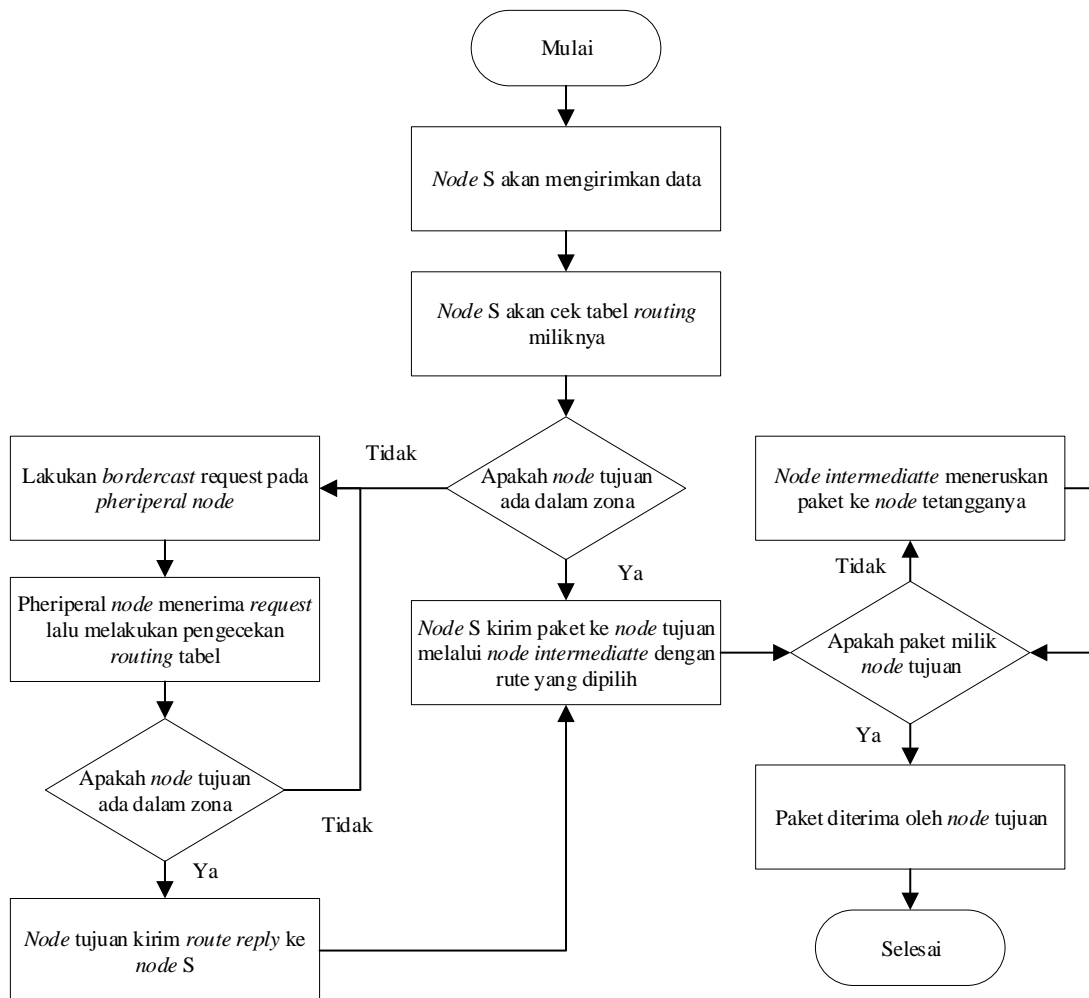 Mulai
Node S akan mengirimkan data
Node S akan cek tabel routing
miliknya
Apakah node tujuan
ada dalam zona
Tidak
Ya
Lakukan bordercast request pada
pheriperal node
Pheriperal node menerima request
lalu melakukan pengecekan
routing tabel
Apakah node tujuan
ada dalam zona
Tidak
Ya
Node tujuan kirim route reply ke
node S
Node S kirim paket ke node tujuan
melalui node intermediatte dengan
rute yang dipilih
Node intermediatte meneruskan
paket ke node tetangganya
Tidak
Apakah paket milik
node tujuan
Ya
Paket diterima oleh node tujuan
Selesai